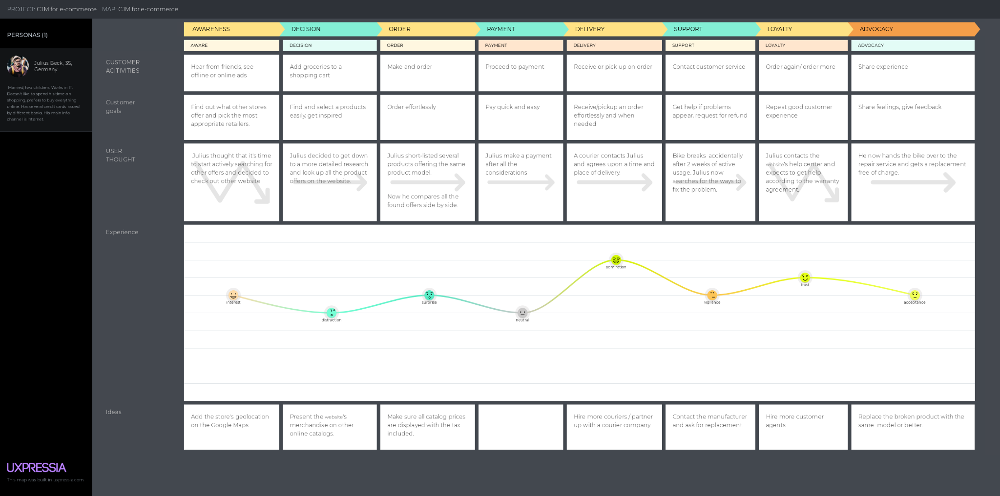 PROJECT: CJM for e-commerce MAP: CJM for e-commerce
PERSONAS (1)
Julius Beck, 35,
Germany
Married, two children. Works in IT.
Doesn't like to spend his time on
shopping, prefers to buy everything
online. Has several credit cards issued
by different banks. His main info
channel is Internet.
AWARENESS
DECISION
ORDER
PAYMENT
DELIVERY
SUPPORT
LOYALTY
ADVOCACY
AWARE
DECISION
ORDER
PAYMENT
DELIVERY
SUPPORT
LOYALTY
ADVOCACY
CUSTOMER
ACITIVITIES
Hear from friends, see
offline or online ads
Add groceries to a
shopping cart
Make and order
Proceed to payment
Receive or pick up on order
Contact customer service
Order again/ order more
Share experience
Customer
goals
Find out what other stores
offer and pick the most
appropriate retailers.
Find and select a products
easily, get inspired
Order effortlessly
Pay quick and easy
Receive/pickup an order
effortlessly and when
needed
Get help if problems
appear, request for refund
Repeat good customer
experience
Share feelings, give feedback
USER
THOUGHT
Julius thought that it's time
to start actively searching for
other offers and decided to
check out other website
Julius decided to get down
to a more detailed research
and look up all the product
offers on the website.
Julius short-listed several
products offering the same
product model.
Now he compares all the
found offers side by side.
Julius make a payment
after all the
considerations
A courier contacts Julius
and agrees upon a time and
place of delivery.
Bike breaks accidentally
after 2 weeks of active
usage. Julius now
searches for the ways to
fix the problem.
Julius contacts the
website's help center and
expects to get help
according to the warranty
agreement.
He now hands the bike over to the
repair service and gets a replacement
free of charge.
Experience
interest
distraction
surprise
neutral
admiration
vigilance
trust
acceptance
Ideas
Add the store's geolocation
on the Google Maps
Present the website's
merchandise on other
online catalogs.
Make sure all catalog prices
are displayed with the tax
included.
Hire more couriers / partner
up with a courier company
Contact the manufacturer
and ask for replacement.
Hire more customer
agents
Replace the broken product with the
same model or better.
UXPRESSIA
This map was built in uxpressia.com